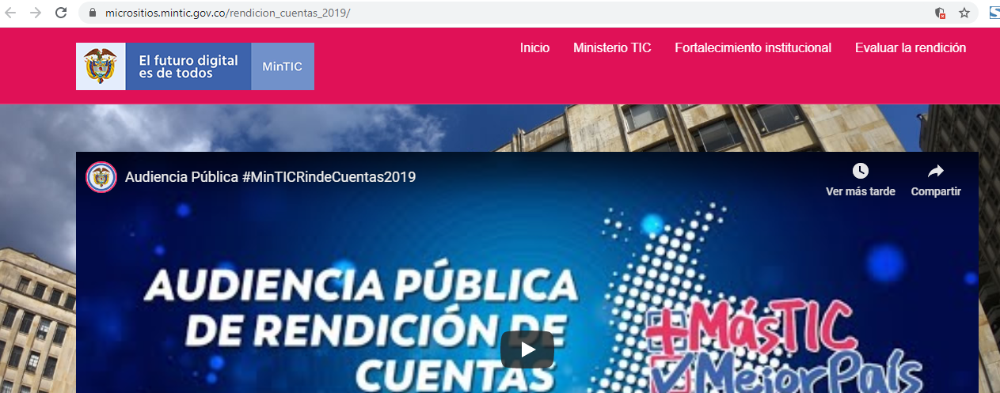 micrositios.mintic.gov.co/rendicion_cuentas_2019/
El futuro digital
es de todos
MinTIC
Inicio
Ministerio TIC
Fortalecimiento institucional
Evaluar la rendición
Audiencia Pública #MinTICRindeCuentas2019
Ver más tarde
Compartir
AUDIENCIA PÚBLICA
DE RENDICIÓN DE
CUENTAS
+MásTIC
MejorPaís